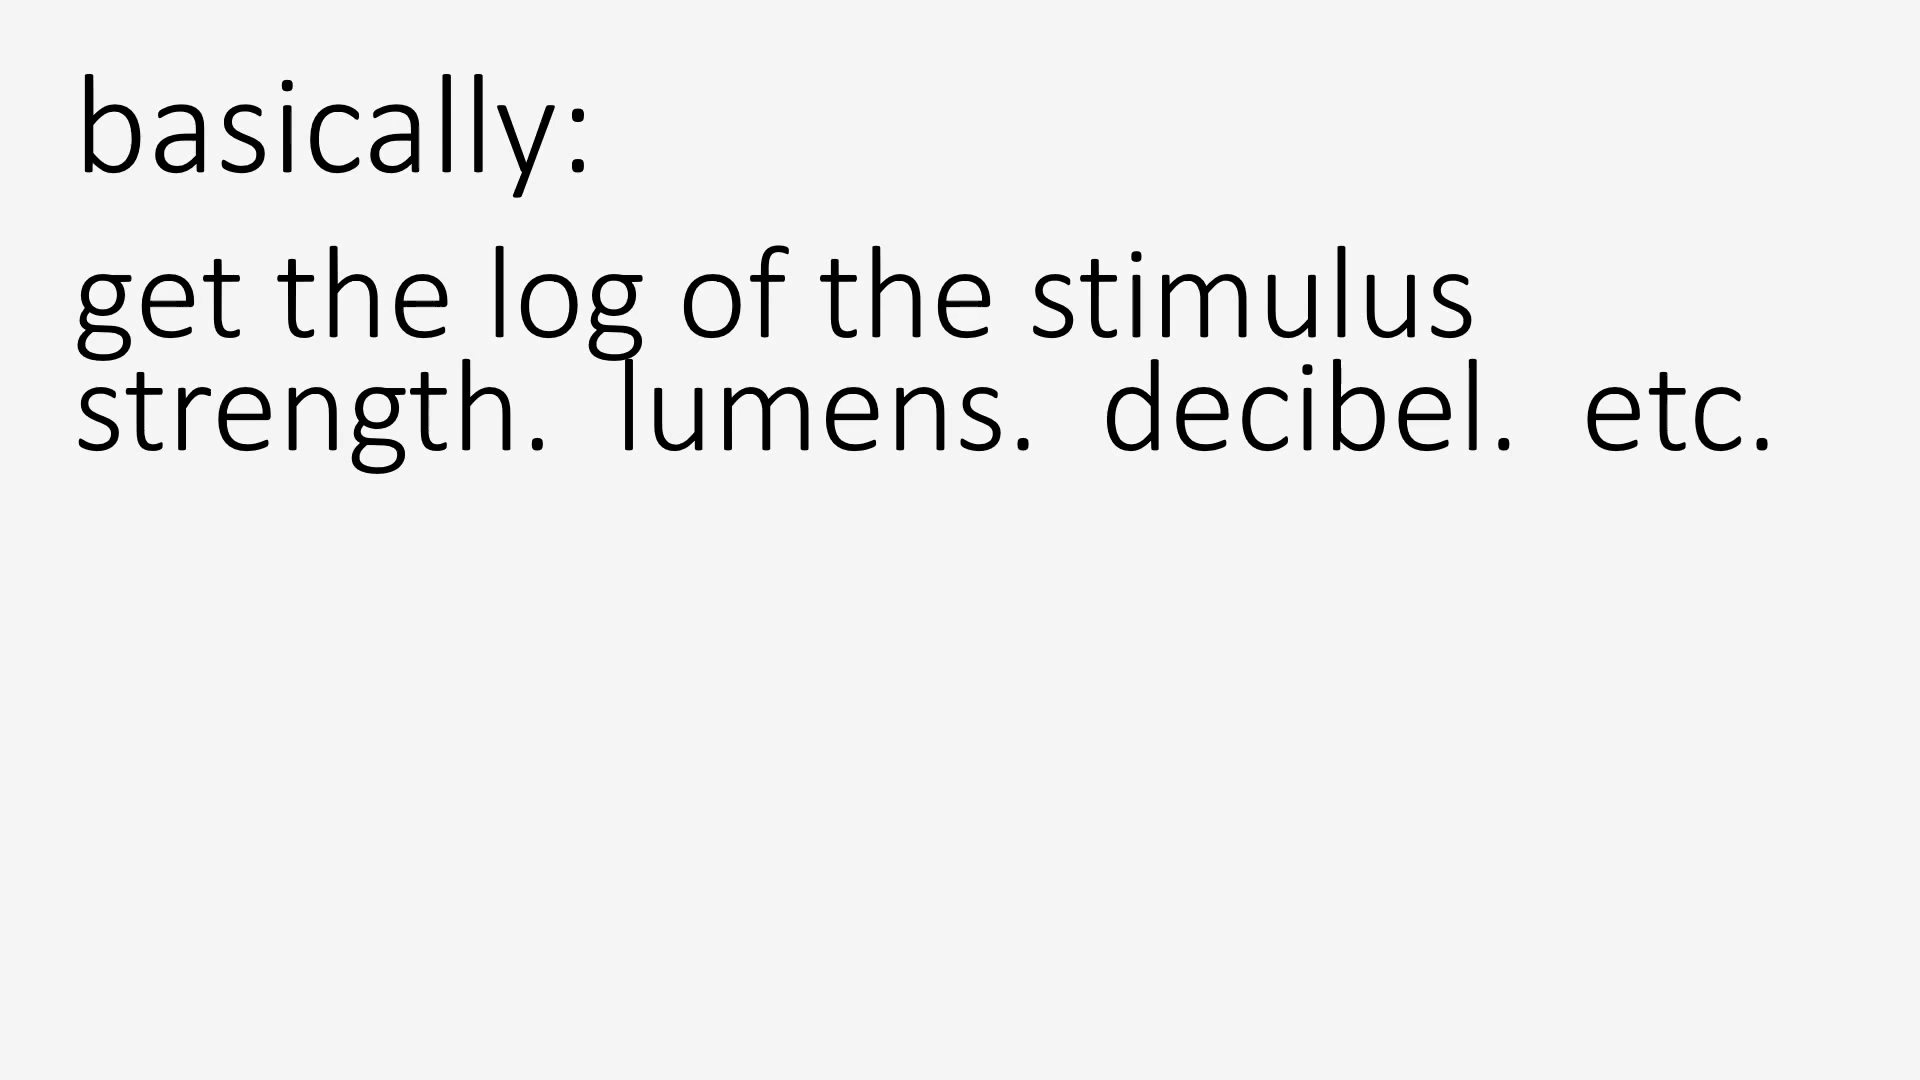 basically:
get the log of the stimulus
strength.  lumens.  decibel.  etc.